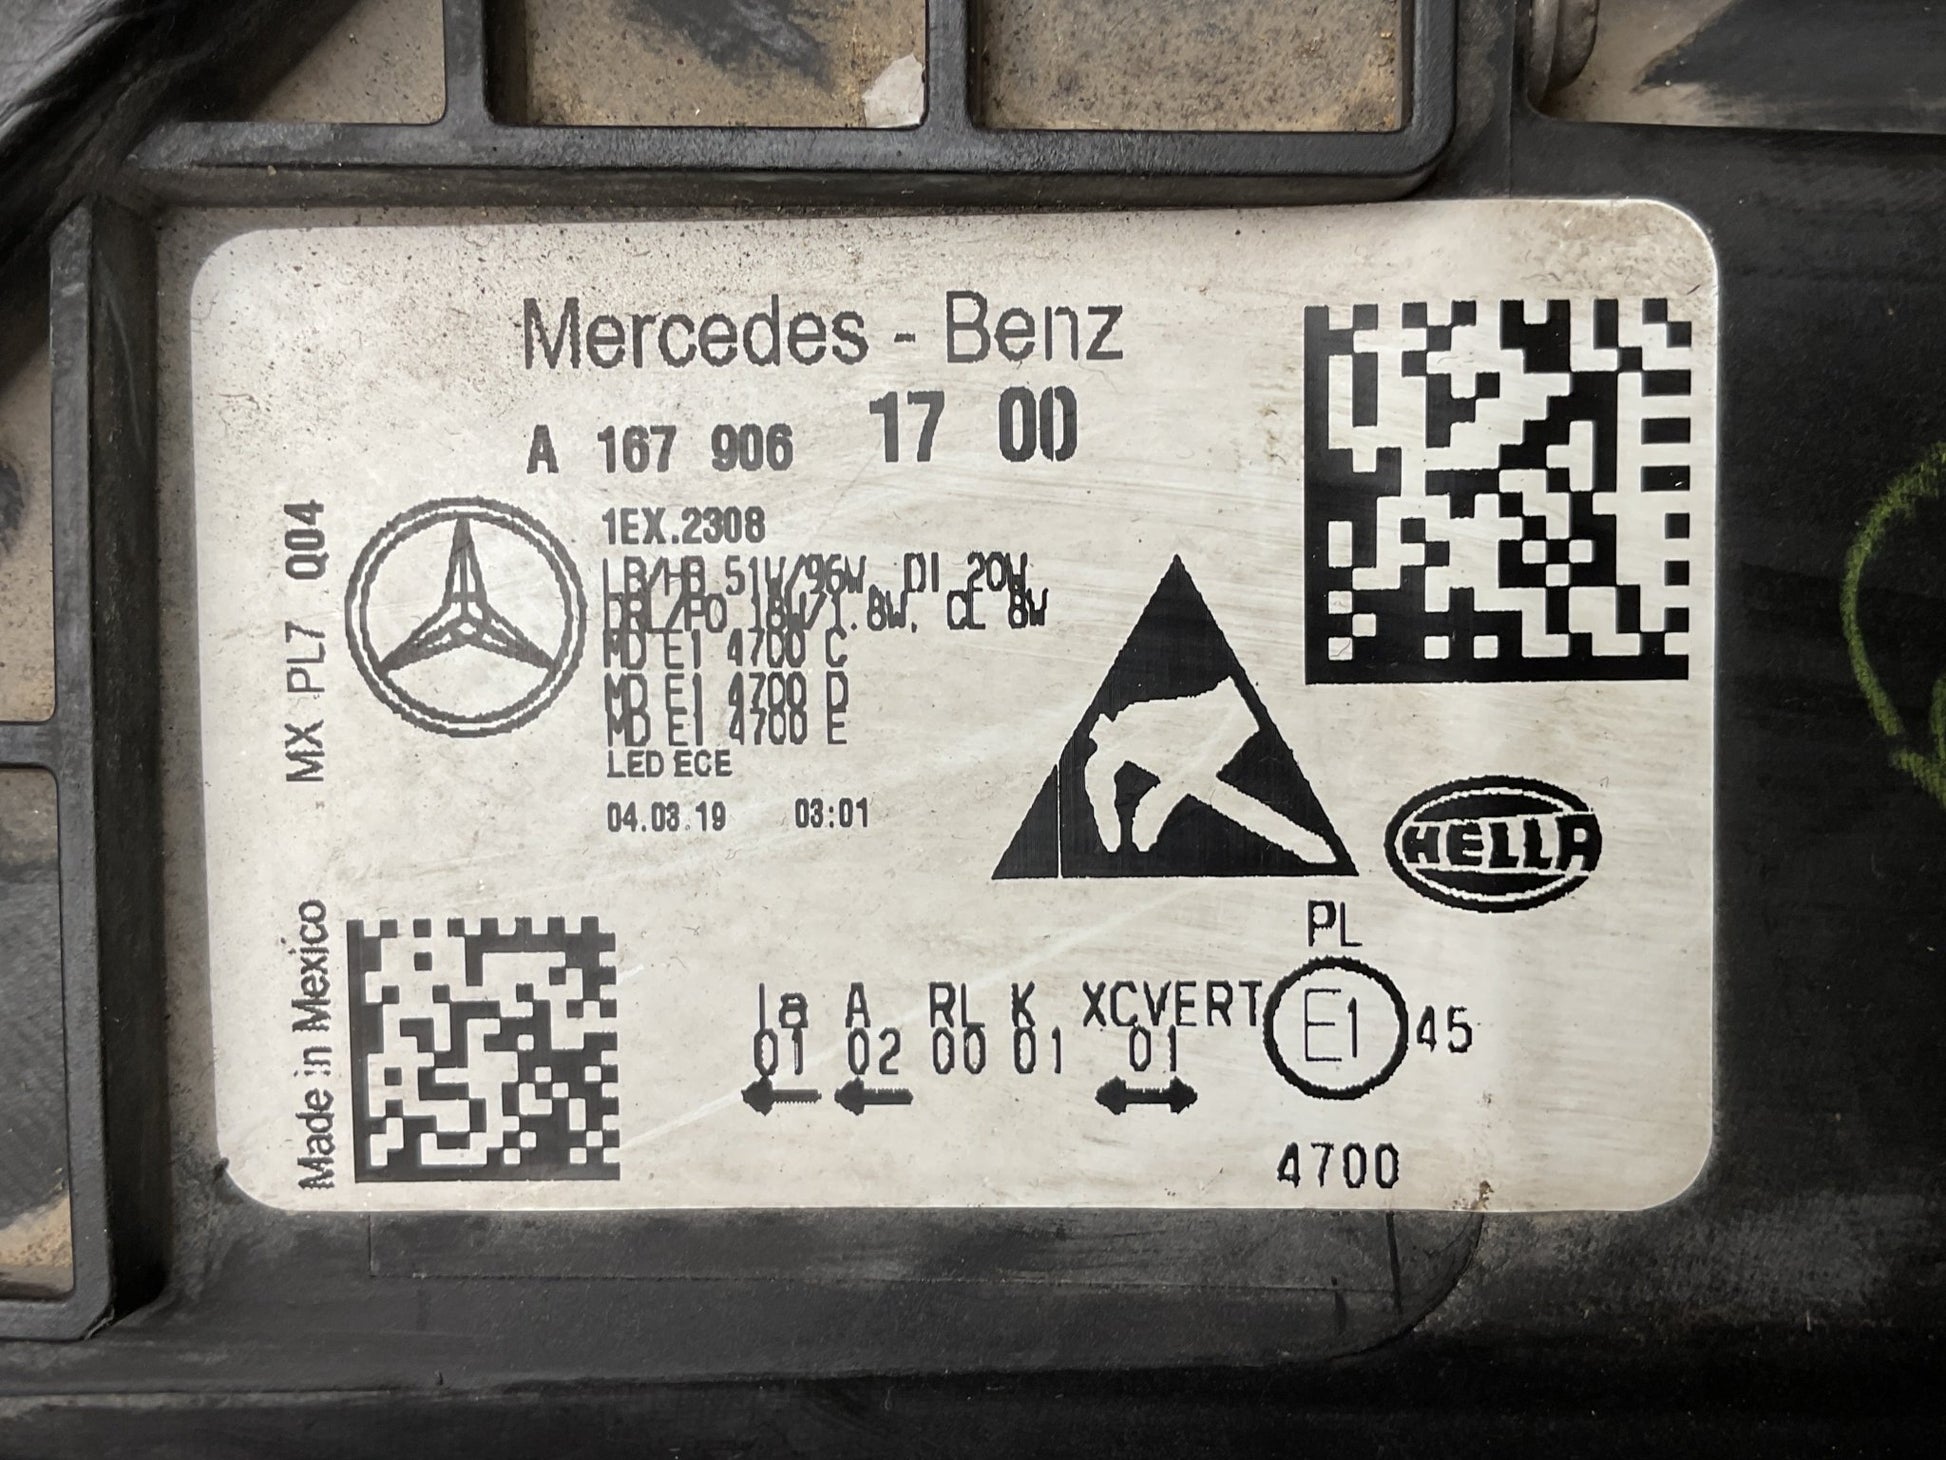 Mercedes - Benz
A 167 906 17 00
1EX.2308
LB/HB 51W/96W, DI 20W
DRL/PO 18W/1.8W, CL 8W
MD E1 4700 C
MD E1 4700 D
MD E1 4700 E
LED ECE
04.03.19 03:01
MX PL7 Q04
Made in Mexico
HELLA
PL
Ia A RL K XCVERT E1 45
01 02 00 01 01
4700